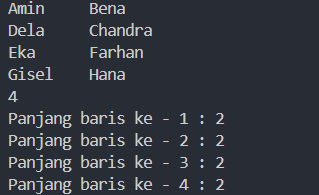 Amin    Bena
Dela    Chandra
Eka     Farhan
Gisel   Hana
4
Panjang baris ke - 1 : 2
Panjang baris ke - 2 : 2
Panjang baris ke - 3 : 2
Panjang baris ke - 4 : 2